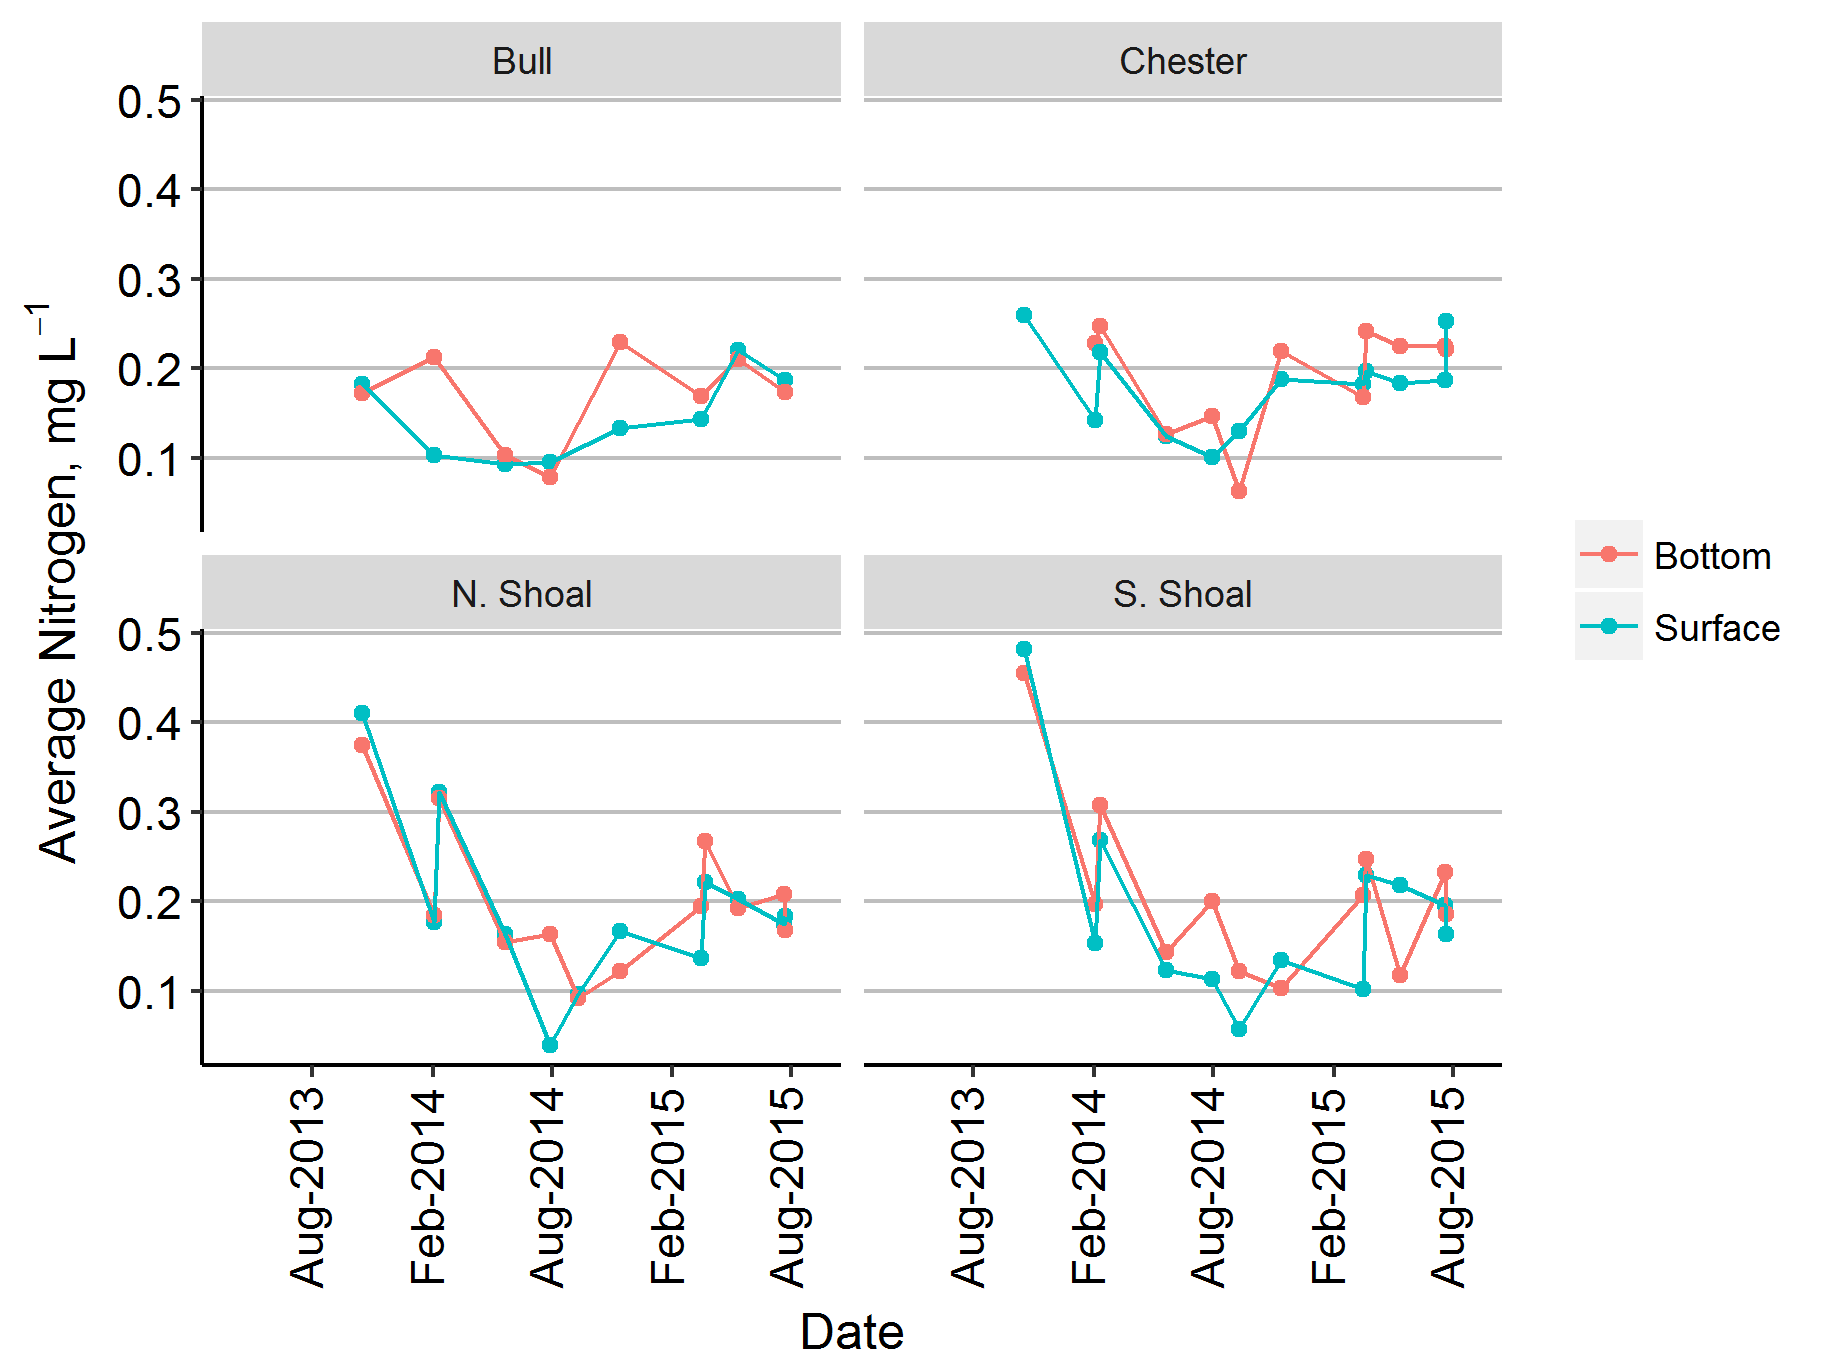 Bull
Chester
0.5
0.4
0.3
0.2
0.1
N. Shoal
S. Shoal
0.5
0.4
0.3
0.2
0.1
Average Nitrogen, mg L⁻¹
Bottom
Surface
Aug-2013
Feb-2014
Aug-2014
Feb-2015
Aug-2015
Aug-2013
Feb-2014
Aug-2014
Feb-2015
Aug-2015
Date